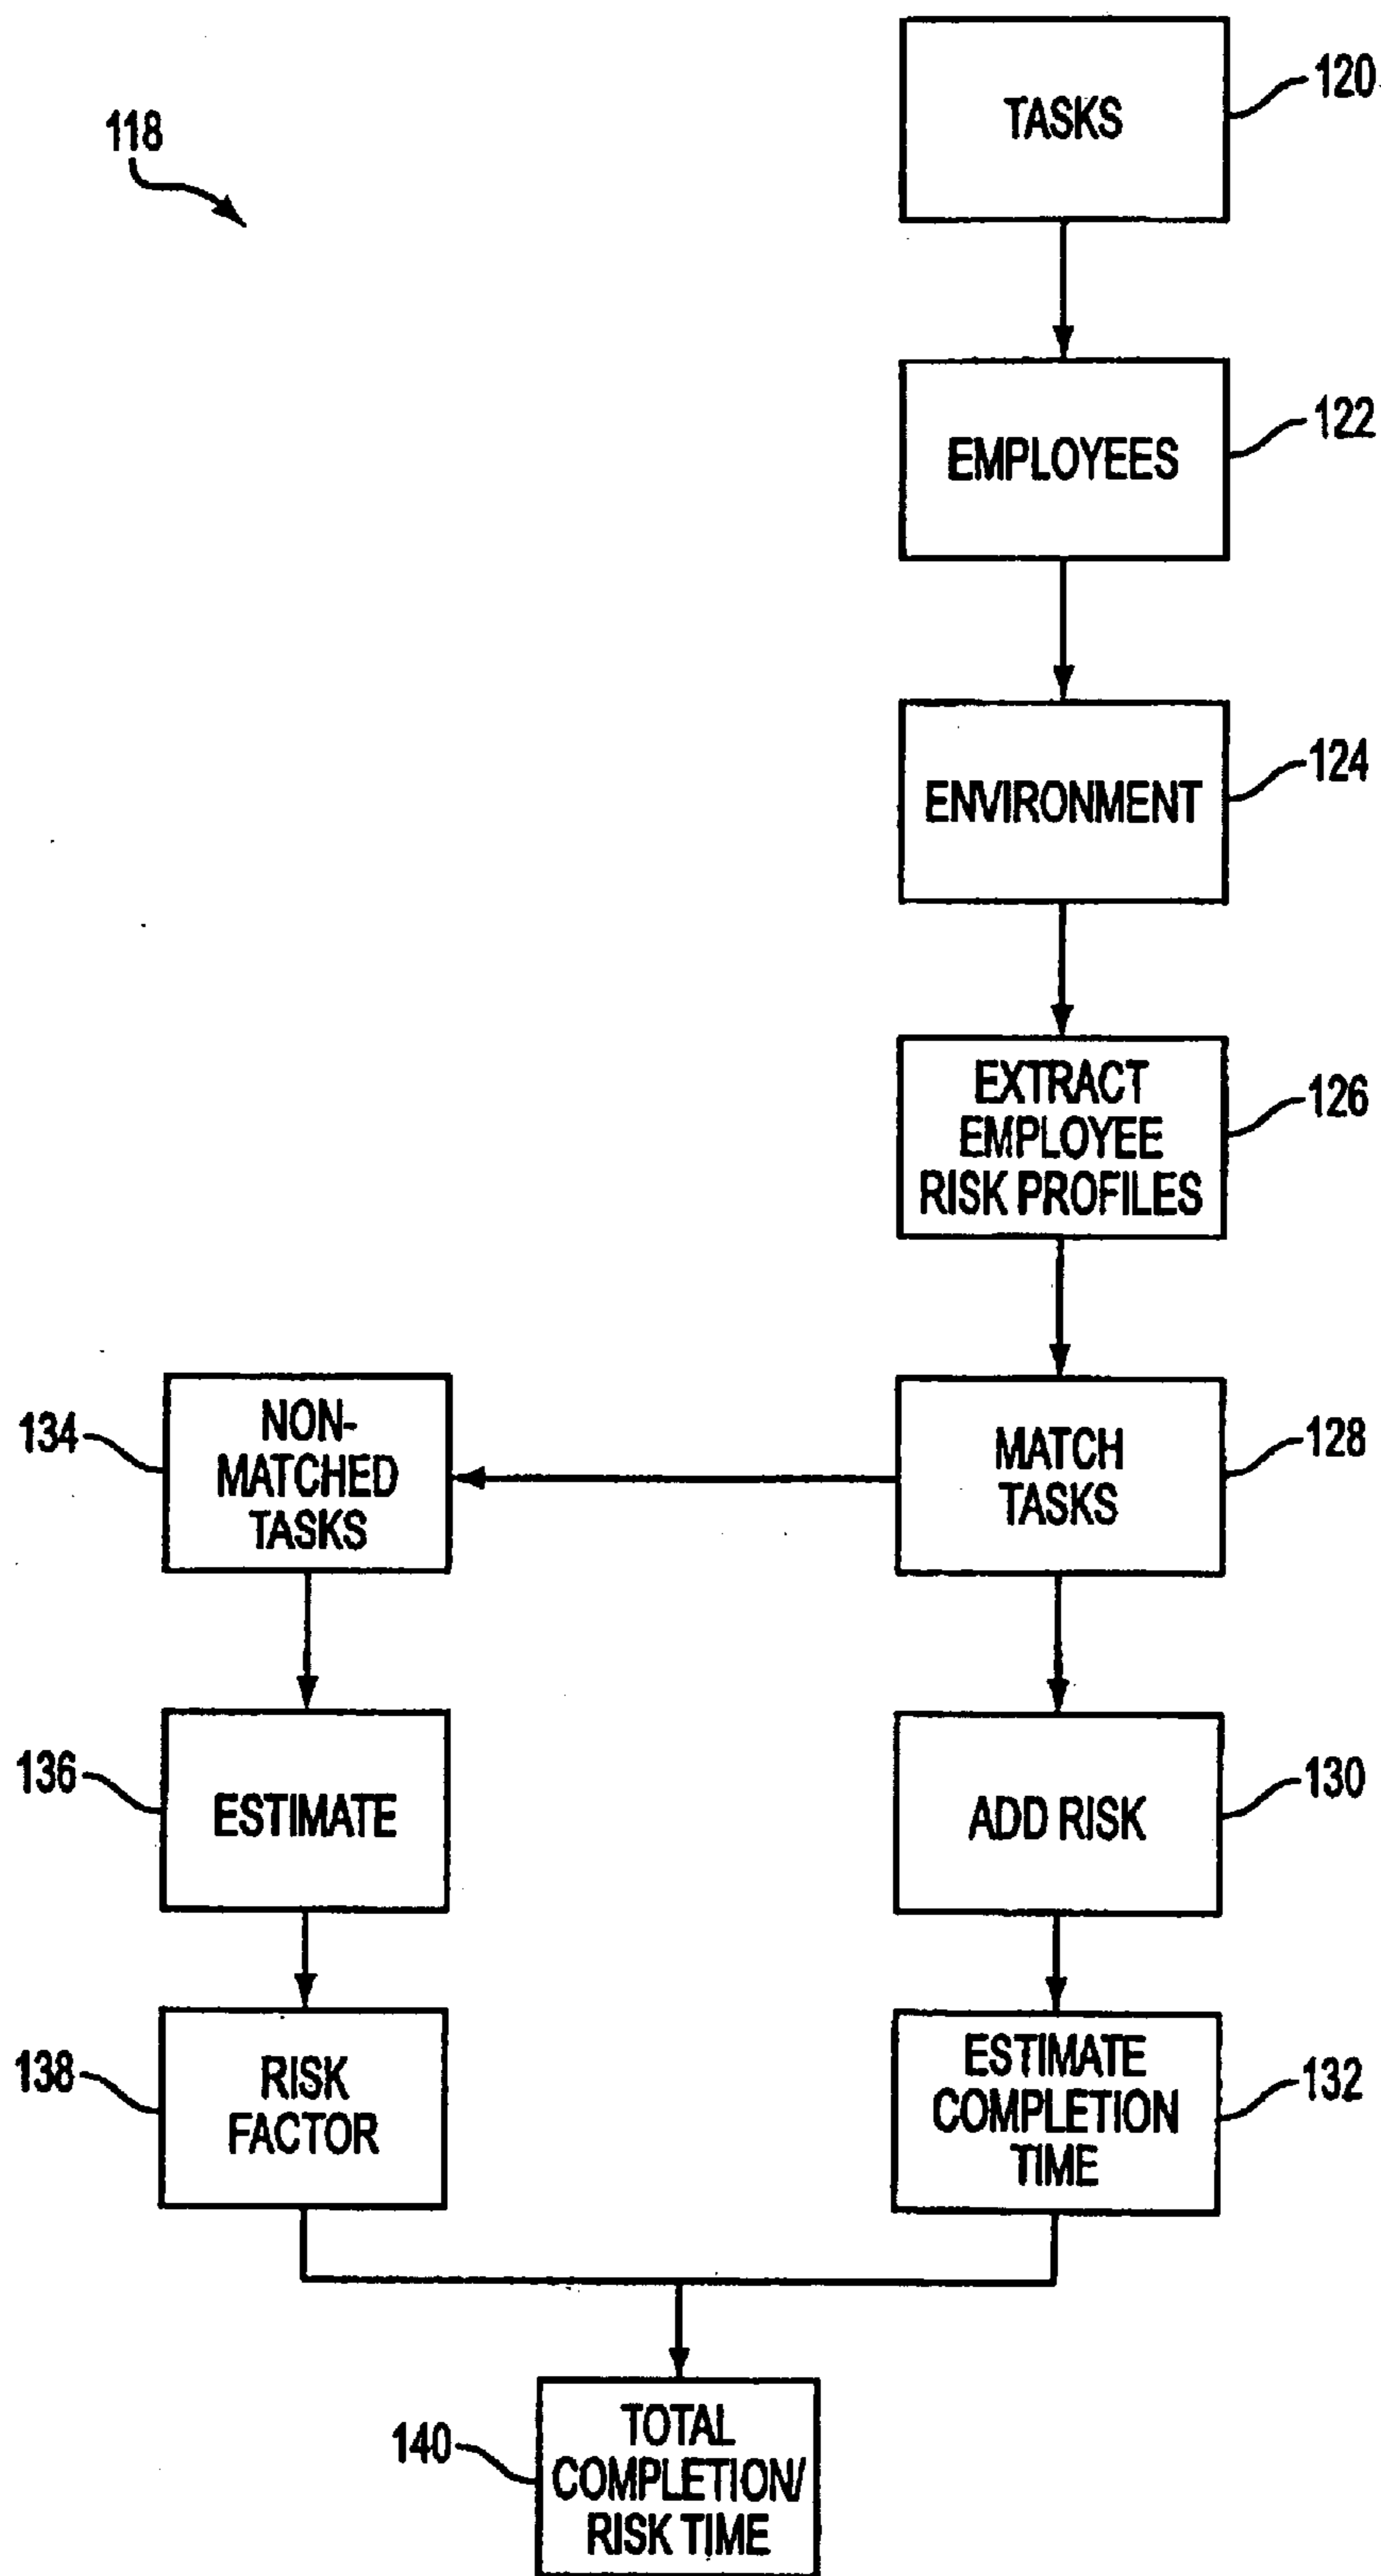 118
TASKS
120
EMPLOYEES
122
ENVIRONMENT
124
EXTRACT
EMPLOYEE
RISK PROFILES
126
134
NON-
MATCHED
TASKS
MATCH
TASKS
128
136
ESTIMATE
ADD RISK
130
138
RISK
FACTOR
ESTIMATE
COMPLETION
TIME
132
140
TOTAL
COMPLETION/
RISK TIME